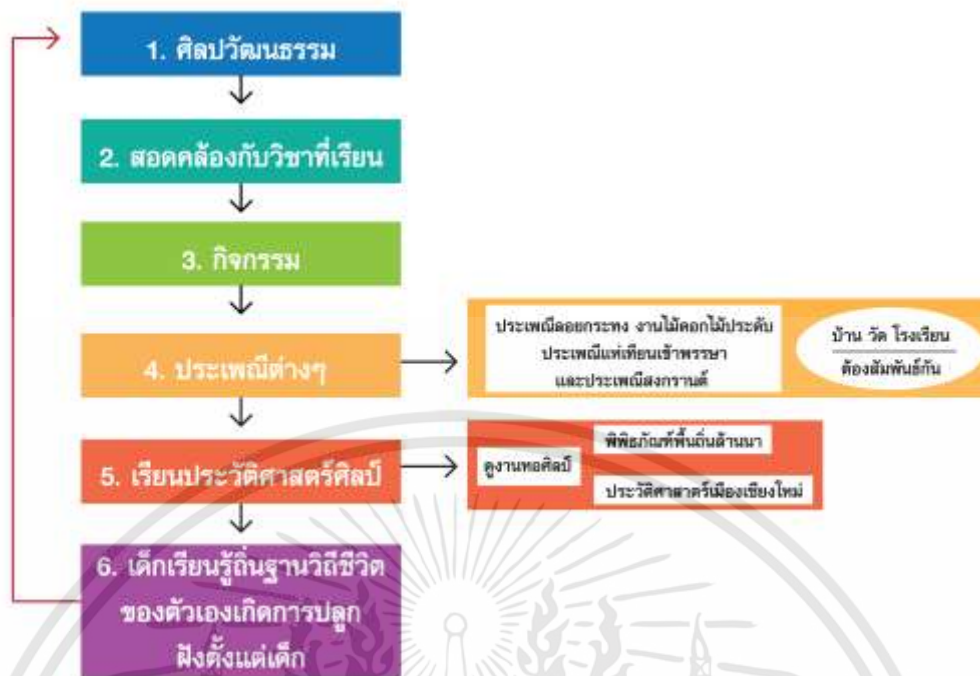 1. ศิลปวัฒนธรรม
2. สอดคล้องกับวิชาที่เรียน
3. กิจกรรม
4. ประเพณีต่างๆ
ประเพณีลอยกระทง งานไม้ดอกไม้ประดับ
ประเพณีแห่เทียนเข้าพรรษา
และประเพณีสงกรานต์
บ้าน วัด โรงเรียน
ต้องสัมพันธ์กัน
5. เรียนประวัติศาสตร์ศิลป์
ดูงานหอศิลป์
พิพิธภัณฑ์พื้นถิ่นล้านนา
ประวัติศาสตร์เมืองเชียงใหม่
6. เด็กเรียนรู้ถิ่นฐานวิถีชีวิต
ของตัวเองเกิดการปลูก
ฝังตั้งแต่เด็ก